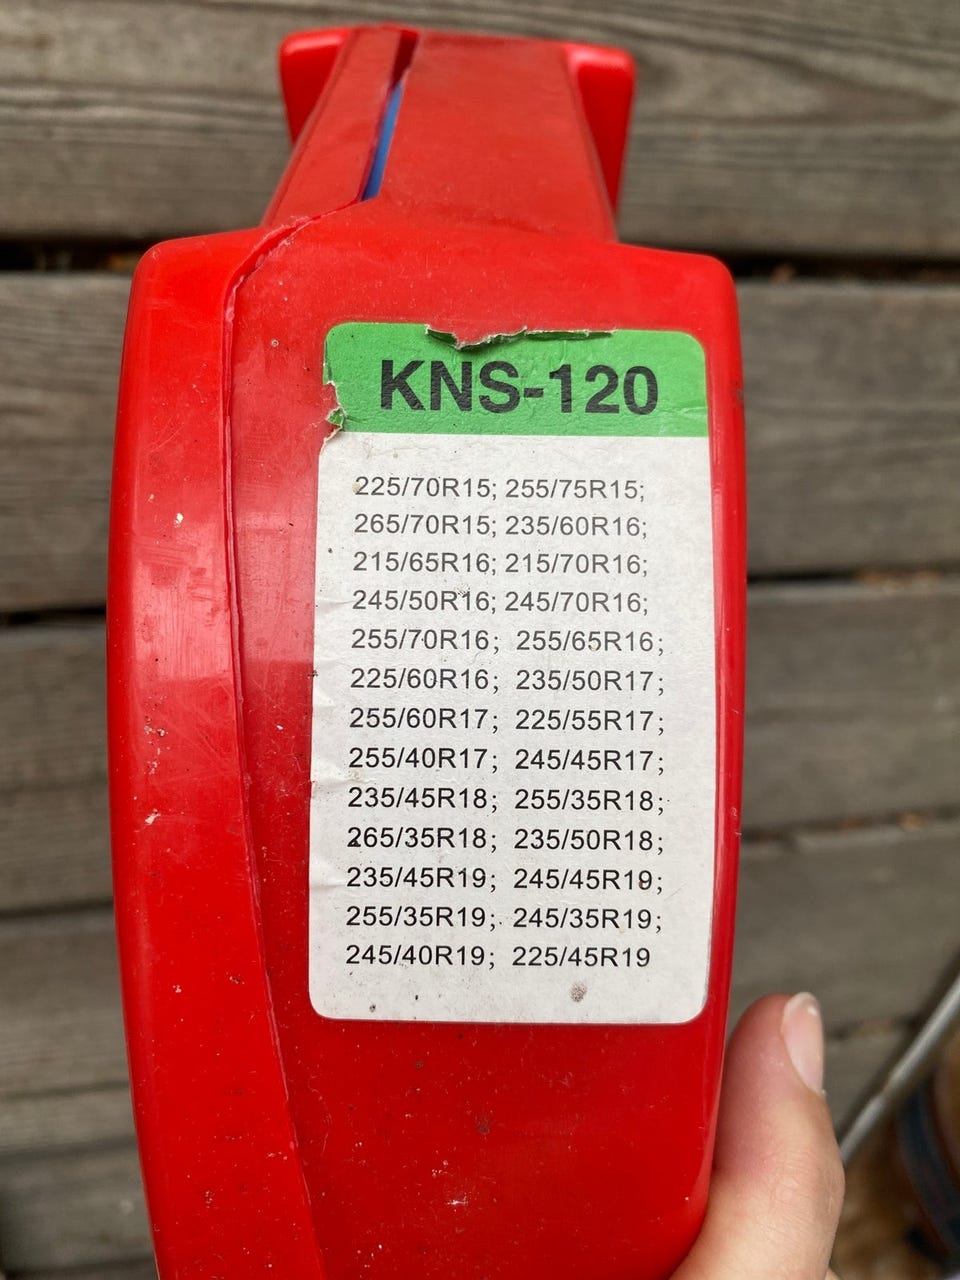 KNS-120
225/70R15; 255/75R15;
265/70R15; 235/60R16;
215/65R16; 215/70R16;
245/50R16; 245/70R16;
255/70R16; 255/65R16;
225/60R16; 235/50R17;
255/60R17; 225/55R17;
255/40R17; 245/45R17;
235/45R18; 255/35R18;
265/35R18; 235/50R18;
235/45R19; 245/45R19;
255/35R19; 245/35R19;
245/40R19; 225/45R19